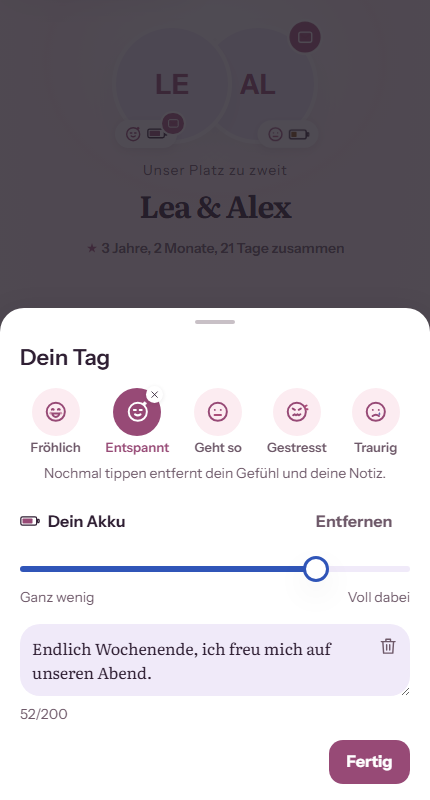 LE AL
Unser Platz zu zweit
Lea & Alex
★ 3 Jahre, 2 Monate, 21 Tage zusammen
Dein Tag
Fröhlich Entspannt Geht so Gestresst Traurig
Nochmal tippen entfernt dein Gefühl und deine Notiz.
Dein Akku Entfernen
Ganz wenig Voll dabei
Endlich Wochenende, ich freu mich auf
unseren Abend.
52/200
Fertig